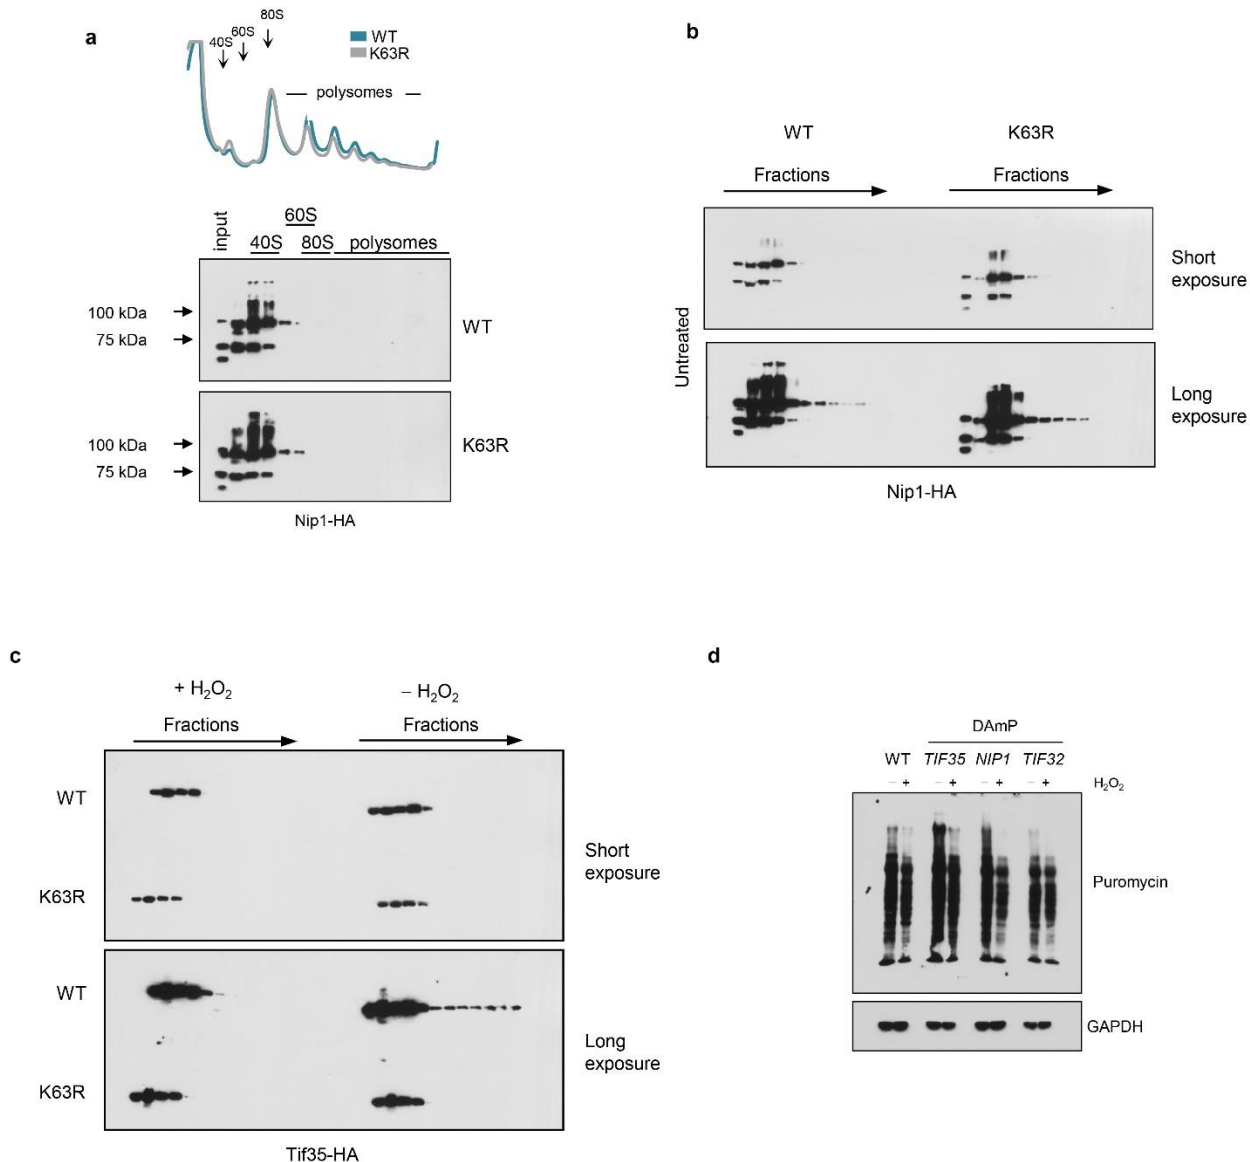 a
40S
60S
80S
WT
K63R
polysomes
input
60S
40S
80S
polysomes
100 kDa
75 kDa
WT
100 kDa
75 kDa
K63R
Nip1-HA
b
WT
K63R
Fractions
Fractions
Untreated
Short
exposure
Long
exposure
Nip1-HA
c
+ H₂O₂
– H₂O₂
Fractions
Fractions
WT
K63R
Short
exposure
WT
K63R
Long
exposure
Tif35-HA
d
DAmP
WT TIF35 NIP1 TIF32
– + – + – + – + H₂O₂
Puromycin
GAPDH